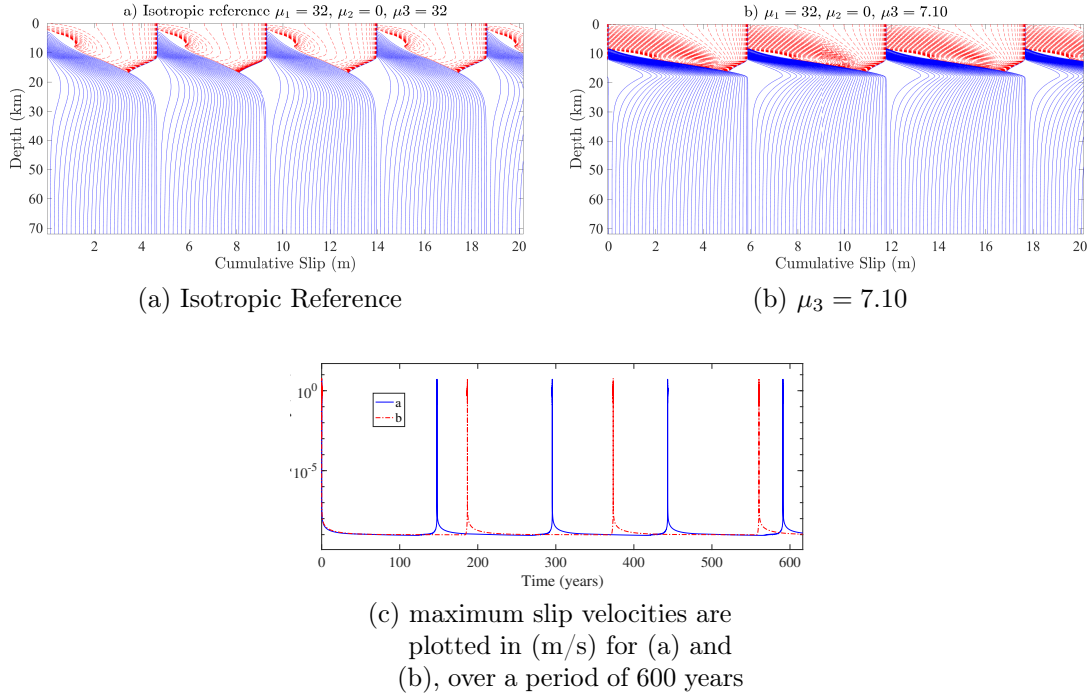 a) Isotropic reference μ₁ = 32, μ₂ = 0, μ3 = 32
0
10
20
30
40
50
60
70
Depth (km)
2 4 6 8 10 12 14 16 18 20
Cumulative Slip (m)
(a) Isotropic Reference
b) μ₁ = 32, μ₂ = 0, μ3 = 7.10
0
10
20
30
40
50
60
70
Depth (km)
0 2 4 6 8 10 12 14 16 18 20
Cumulative Slip (m)
(b) μ₃ = 7.10
10⁰
10⁻⁵
a
b
0 100 200 300 400 500 600
Time (years)
(c) maximum slip velocities are
plotted in (m/s) for (a) and
(b), over a period of 600 years